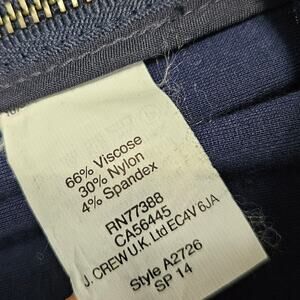 66% Viscose
30% Nylon
4% Spandex
RN77388
CA56445
J. CREW U.K. Ltd EC4V 6JA
Style A2726
SP 14